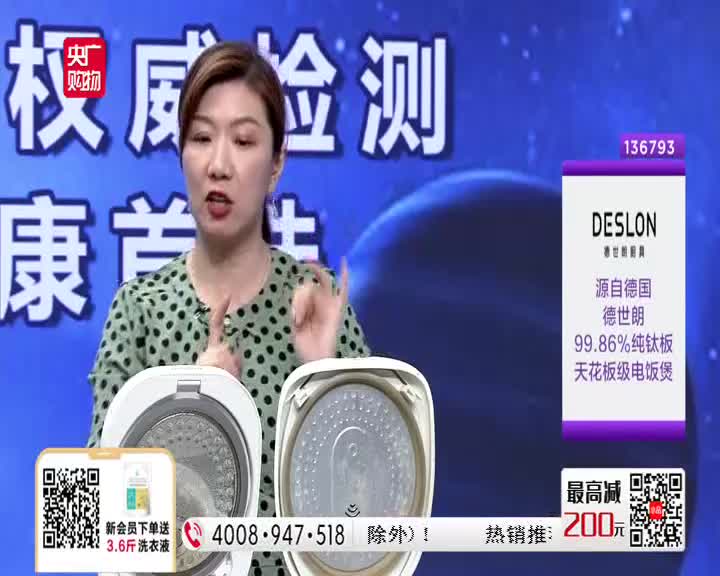 央广
购物
权威检测
康首
136793
DESLON
德世朗厨具
源自德国
德世朗
99.86%纯钛板
天花板级电饭煲
新会员下单送
3.6斤洗衣液
4008·947·518
除外）！
热销推
最高减
200元